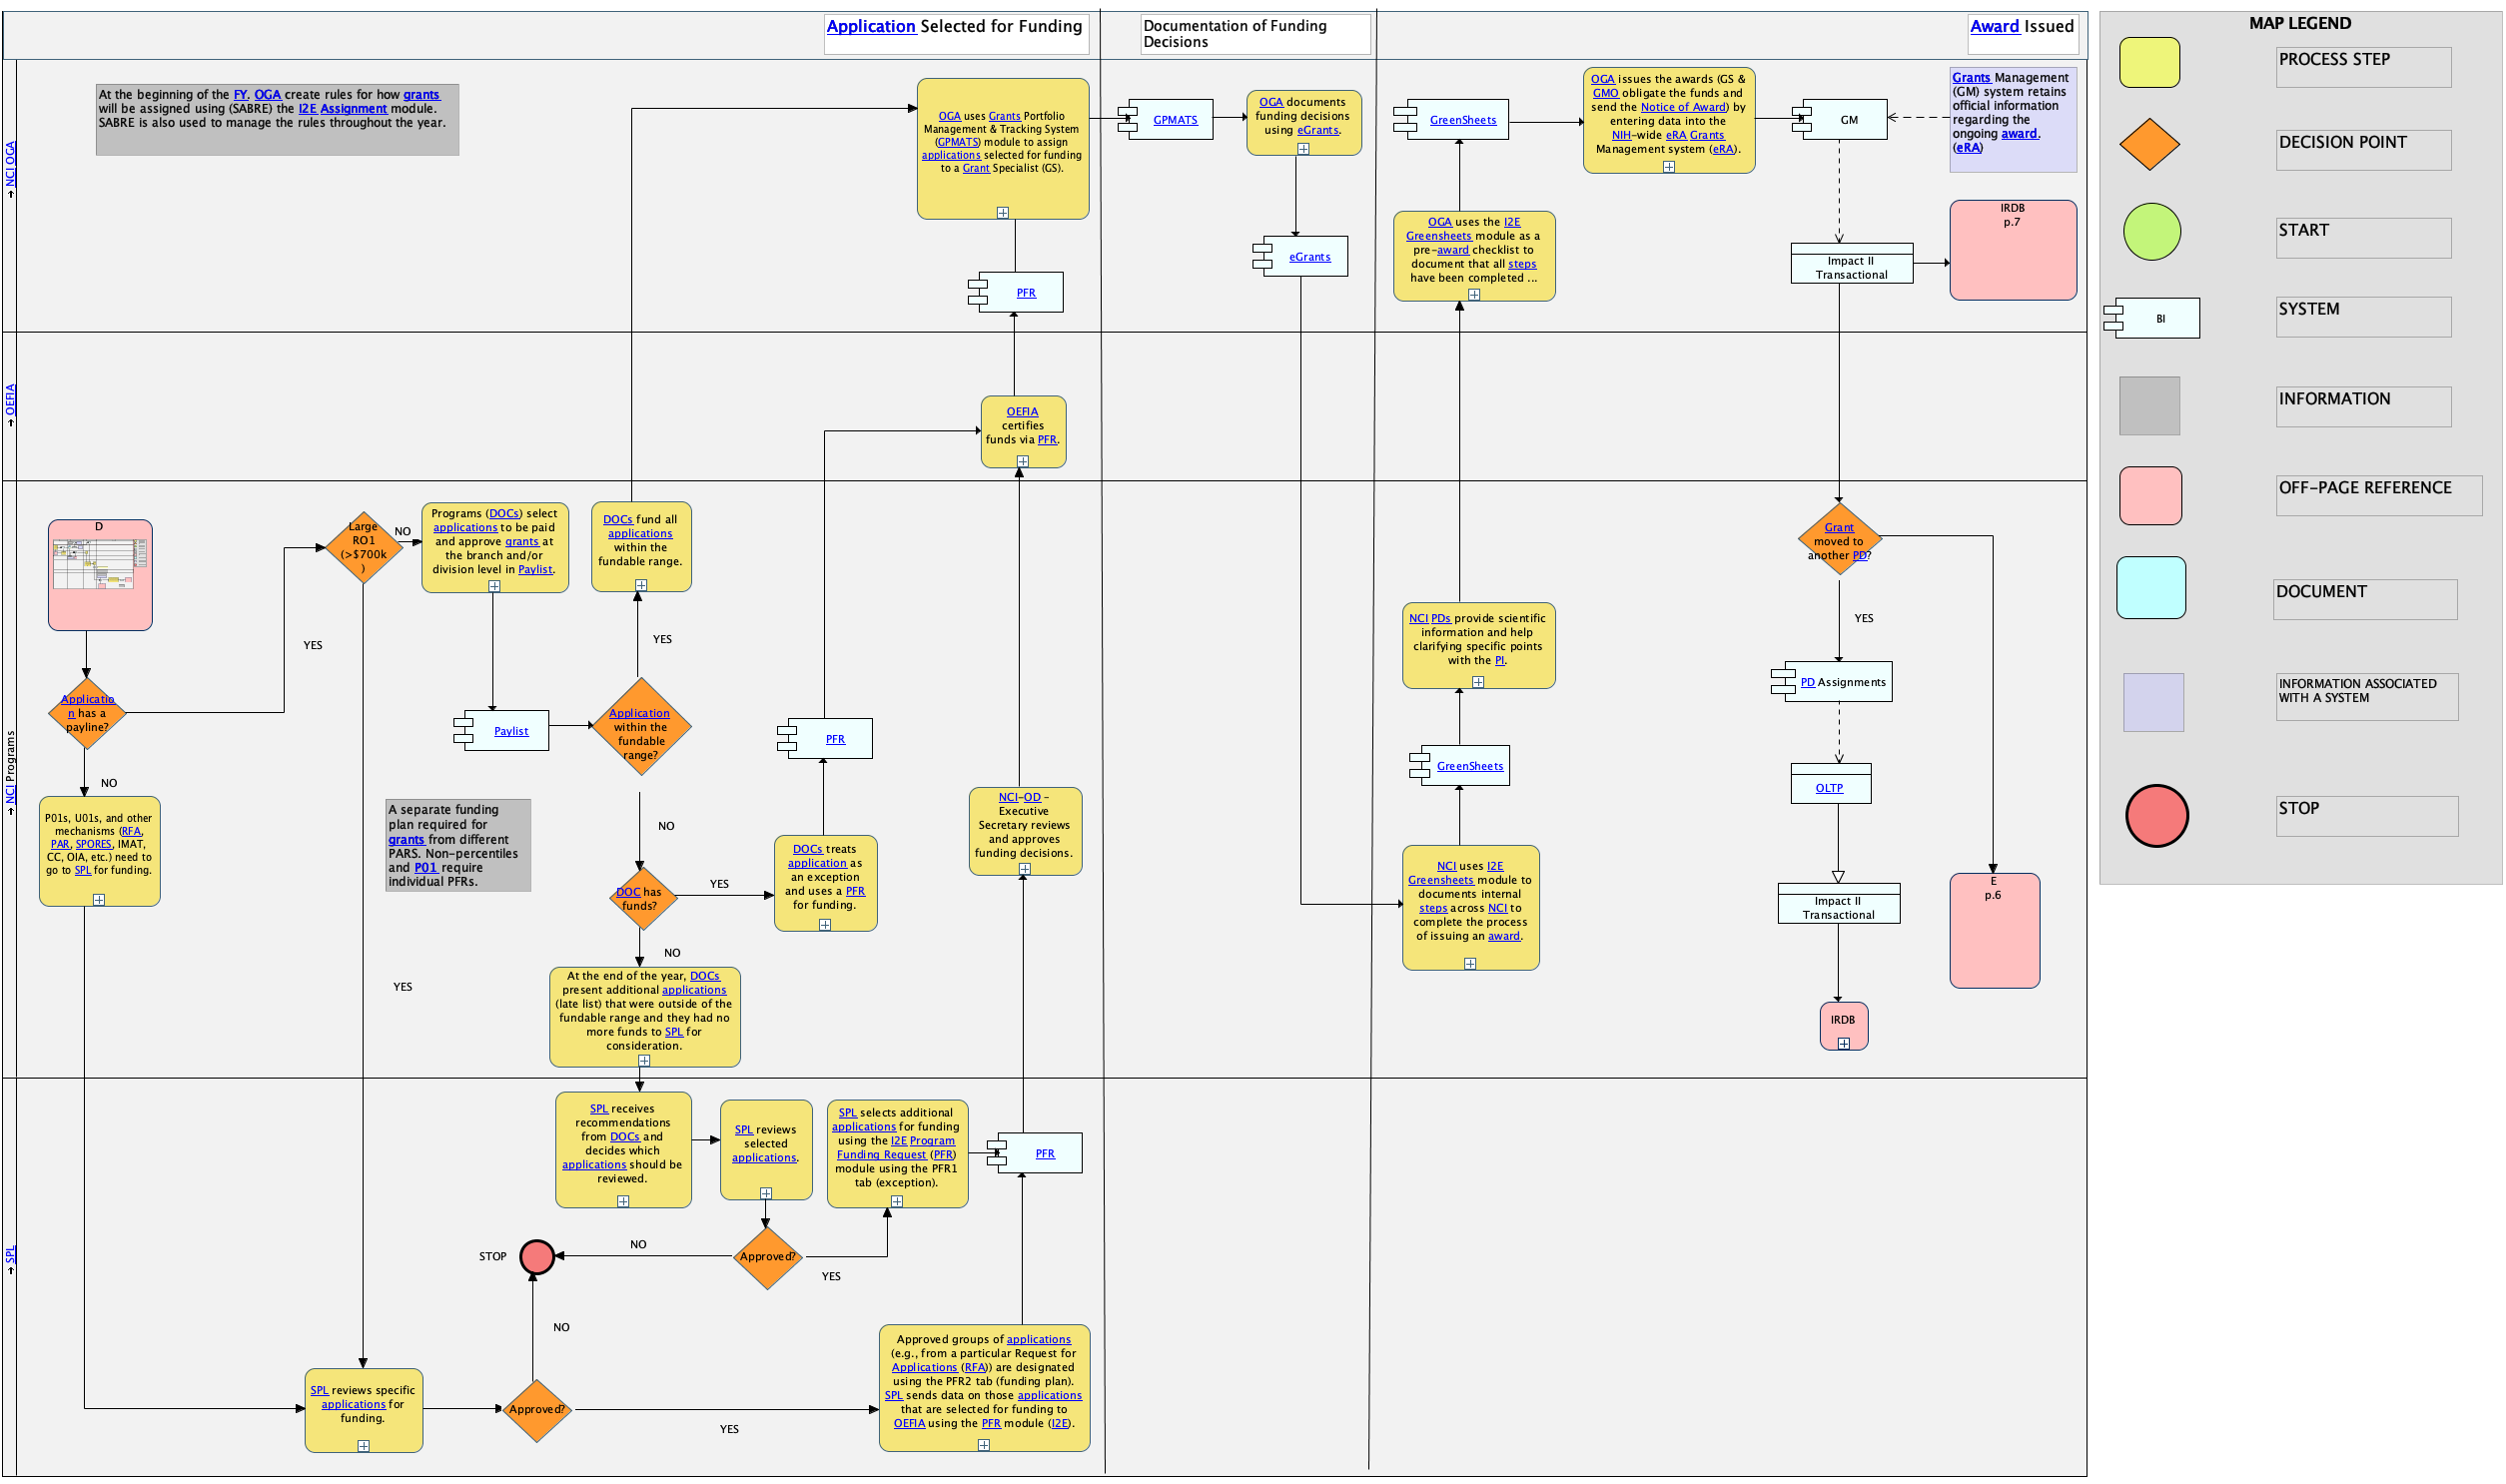 Application Selected for Funding
Documentation of Funding
Decisions
Award Issued
MAP LEGEND
PROCESS STEP
DECISION POINT
START
BI
SYSTEM
INFORMATION
OFF-PAGE REFERENCE
DOCUMENT
INFORMATION ASSOCIATED
WITH A SYSTEM
STOP
NCI OGA
At the beginning of the FY. OGA create rules for how grants
will be assigned using (SABRE) the I2E Assignment module.
SABRE is also used to manage the rules throughout the year.
OGA uses Grants Portfolio
Management & Tracking System
(GPMATS) module to assign
applications selected for funding
to a Grant Specialist (GS).
PFR
GPMATS
OGA documents
funding decisions
using eGrants.
eGrants
GreenSheets
OGA uses the I2E
Greensheets module as a
pre-award checklist to
document that all steps
have been completed ...
OGA issues the awards (GS &
GMO obligate the funds and
send the Notice of Award) by
entering data into the
NIH-wide eRA Grants
Management system (eRA).
GM
Grants Management
(GM) system retains
official information
regarding the
ongoing award.
(eRA)
Impact II
Transactional
IRDB
p.7
OEFIA
OEFIA
certifies
funds via PFR.
NCI Programs
D
Applicatio
n has a
payline?
YES
NO
P01s, U01s, and other
mechanisms (RFA,
PAR, SPORES, IMAT,
CC, OIA, etc.) need to
go to SPL for funding.
Large
RO1
(>$700k
)
NO
YES
Programs (DOCs) select
applications to be paid
and approve grants at
the branch and/or
division level in Paylist.
Paylist
DOCs fund all
applications
within the
fundable range.
YES
Application
within the
fundable
range?
NO
A separate funding
plan required for
grants from different
PARS. Non-percentiles
and P01 require
individual PFRs.
DOC has
funds?
YES
NO
PFR
DOCs treats
application as
an exception
and uses a PFR
for funding.
At the end of the year, DOCs
present additional applications
(late list) that were outside of the
fundable range and they had no
more funds to SPL for
consideration.
NCI-OD -
Executive
Secretary reviews
and approves
funding decisions.
NCI PDs provide scientific
information and help
clarifying specific points
with the PI.
GreenSheets
NCI uses I2E
Greensheets module to
documents internal
steps across NCI to
complete the process
of issuing an award.
Grant
moved to
another PD?
YES
PD Assignments
OLTP
Impact II
Transactional
IRDB
E
p.6
SPL
SPL receives
recommendations
from DOCs and
decides which
applications should be
reviewed.
SPL reviews
selected
applications.
SPL selects additional
applications for funding
using the I2E Program
Funding Request (PFR)
module using the PFR1
tab (exception).
PFR
STOP
NO
Approved?
YES
NO
SPL reviews specific
applications for
funding.
Approved?
YES
Approved groups of applications
(e.g., from a particular Request for
Applications (RFA)) are designated
using the PFR2 tab (funding plan).
SPL sends data on those applications
that are selected for funding to
OEFIA using the PFR module (I2E).